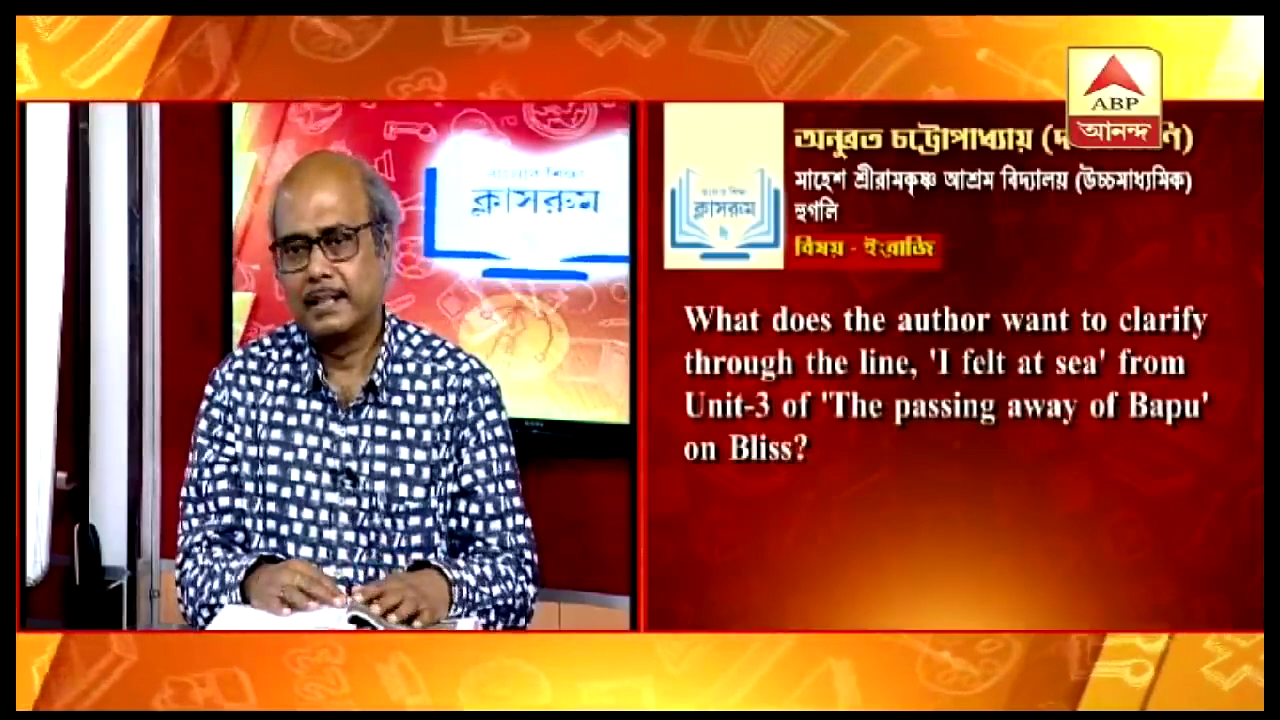 ABP
আনন্দ
ক্লাসরুম
ক্লাসরুম
অনুব্রত চট্টোপাধ্যায়
মাহেশ শ্রীরামকৃষ্ণ আশ্রম বিদ্যালয় (উচ্চমাধ্যমিক)
হুগলি
বিষয় - ইংরাজি
What does the author want to clarify
through the line, 'I felt at sea' from
Unit-3 of 'The passing away of Bapu'
on Bliss?